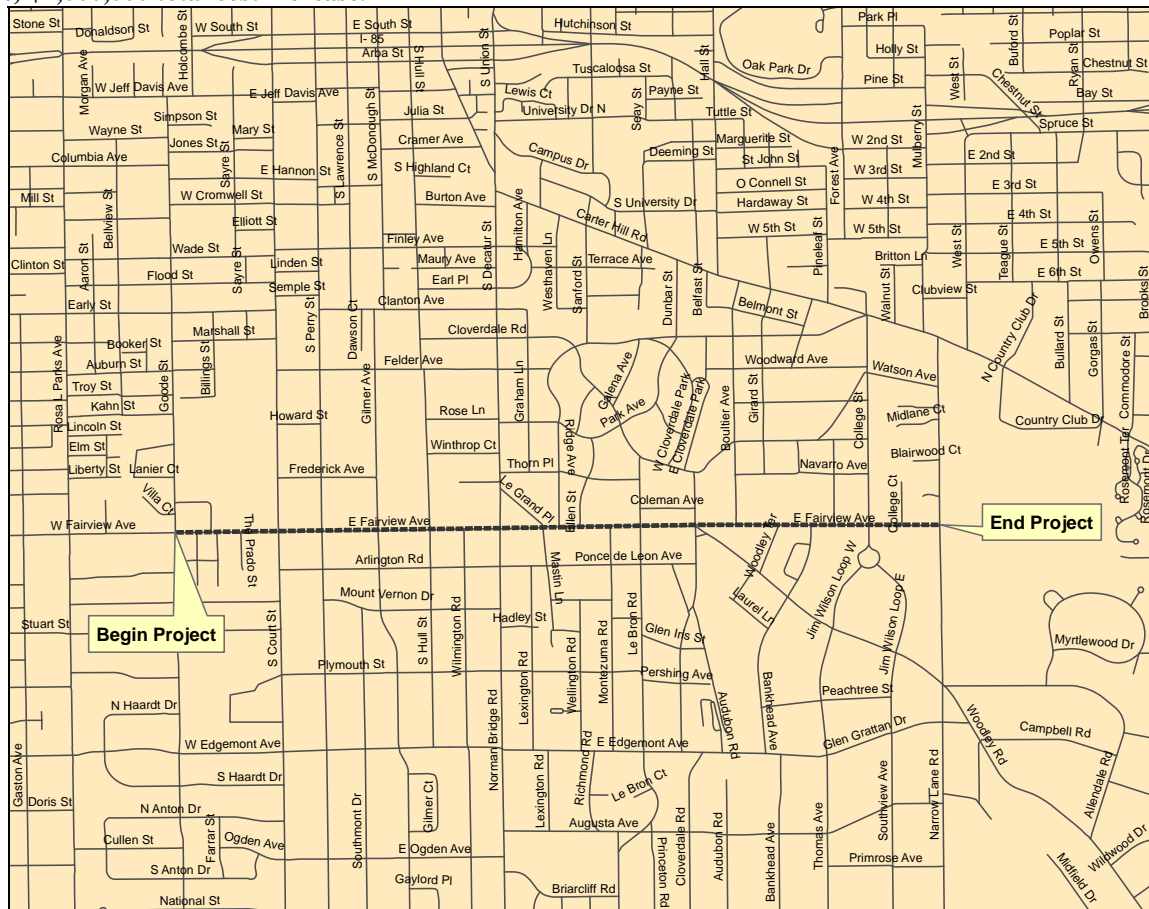 Stone St
Donaldson St
Holcombe St
W South St
E South St
I- 85
Arba St
S Hull St
S Union St
Hutchinson St
Hall St
Park Pl
Holly St
Oak Park Dr
Pine St
West St
Buford St
Poplar St
Ryan St
Chestnut St
Chestnut St
Bay St
Spruce St
Morgan Ave
W Jeff Davis Ave
E Jeff Davis Ave
S McDonough St
Julia St
Lewis Ct
University Dr N
Tuscaloosa St
Seay St
Payne St
Tuttle St
Simpson St
Wayne St
Mary St
Jones St
Sayre St
S Lawrence St
Cramer Ave
Campus Dr
Deeming St
Marguerite St
St John St
Forest Ave
W 2nd St
Mulberry St
E 2nd St
Columbia Ave
E Hannon St
S Highland Ct
O Connell St
W 3rd St
E 3rd St
Mill St
Bellview St
W Cromwell St
Burton Ave
Hamilton Ave
S University Dr
Hardaway St
W 4th St
E 4th St
Owens St
Elliott St
Carter Hill Rd
W 5th St
Pineleaf St
W 5th St
West St
Teague St
E 5th St
Finley Ave
S Decatur St
Westhaven Ln
Sanford St
Terrace Ave
Britton Ln
Clinton St
Aaron St
Wade St
Sayre St
Linden St
Maury Ave
E 6th St
Flood St
Semple St
Earl Pl
Dunbar St
Belfast St
Walnut St
Clubview St
Brooks
Early St
Clanton Ave
Belmont St
N Country Club Dr
Bullard St
Gorgas St
Commodore St
Marshall St
S Perry St
Dawson Ct
Cloverdale Rd
Rosa L Parks Ave
Booker St
Auburn St
Goode St
Billings St
Gilmer Ave
Felder Ave
Graham Ln
Galena Ave
Woodward Ave
Watson Ave
Troy St
Kahn St
Howard St
Rose Ln
Park Ave
W Cloverdale Park
E Cloverdale Park
Boultier Ave
Girard St
College St
Midlane Ct
Country Club Dr
Lincoln St
Elm St
Winthrop Ct
Ridge Ave
Blairwood Ct
Rosemont Ter
Rosemont Dr
Liberty St
Lanier Ct
Frederick Ave
Thorn Pl
Navarro Ave
Villa Ct
Le Grand Pl
Ellen St
Coleman Ave
College Ct
W Fairview Ave
The Prado St
E Fairview Ave
E Fairview Ave
End Project
Arlington Rd
Mastin Ln
Ponce de Leon Ave
Woodley Ter
Jim Wilson Loop W
Jim Wilson Loop E
Mount Vernon Dr
Laurel Ln
Stuart St
Begin Project
S Court St
S Hull St
Wilmington Rd
Hadley St
Le Bron Rd
Glen Iris St
Myrtlewood Dr
Plymouth St
Lexington Rd
Wellington Rd
Montezuma Rd
Pershing Ave
Bankhead Ave
Peachtree St
N Haardt Dr
Norman Bridge Rd
Audubon Rd
Glen Grattan Dr
Woodley Rd
Campbell Rd
W Edgemont Ave
E Edgemont Ave
Gaston Ave
S Haardt Dr
Lexington Rd
Richmond Rd
Le Bron Ct
Southview Ave
Narrow Lane Rd
Allendale Rd
Doris St
N Anton Dr
Southmont Dr
Gilmer Ct
Augusta Ave
Cloverdale Rd
Audubon Rd
Bankhead Ave
Thomas Ave
Cullen St
Farrar St
Ogden Ave
E Ogden Ave
Princeton Rd
Primrose Ave
Wildwood Dr
S Anton Dr
Gaylord Pl
Briarcliff Rd
Midfield Dr
National St